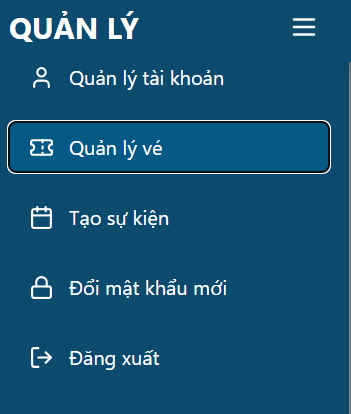 QUẢN LÝ
Quản lý tài khoản
Quản lý vé
Tạo sự kiện
Đổi mật khẩu mới
Đăng xuất